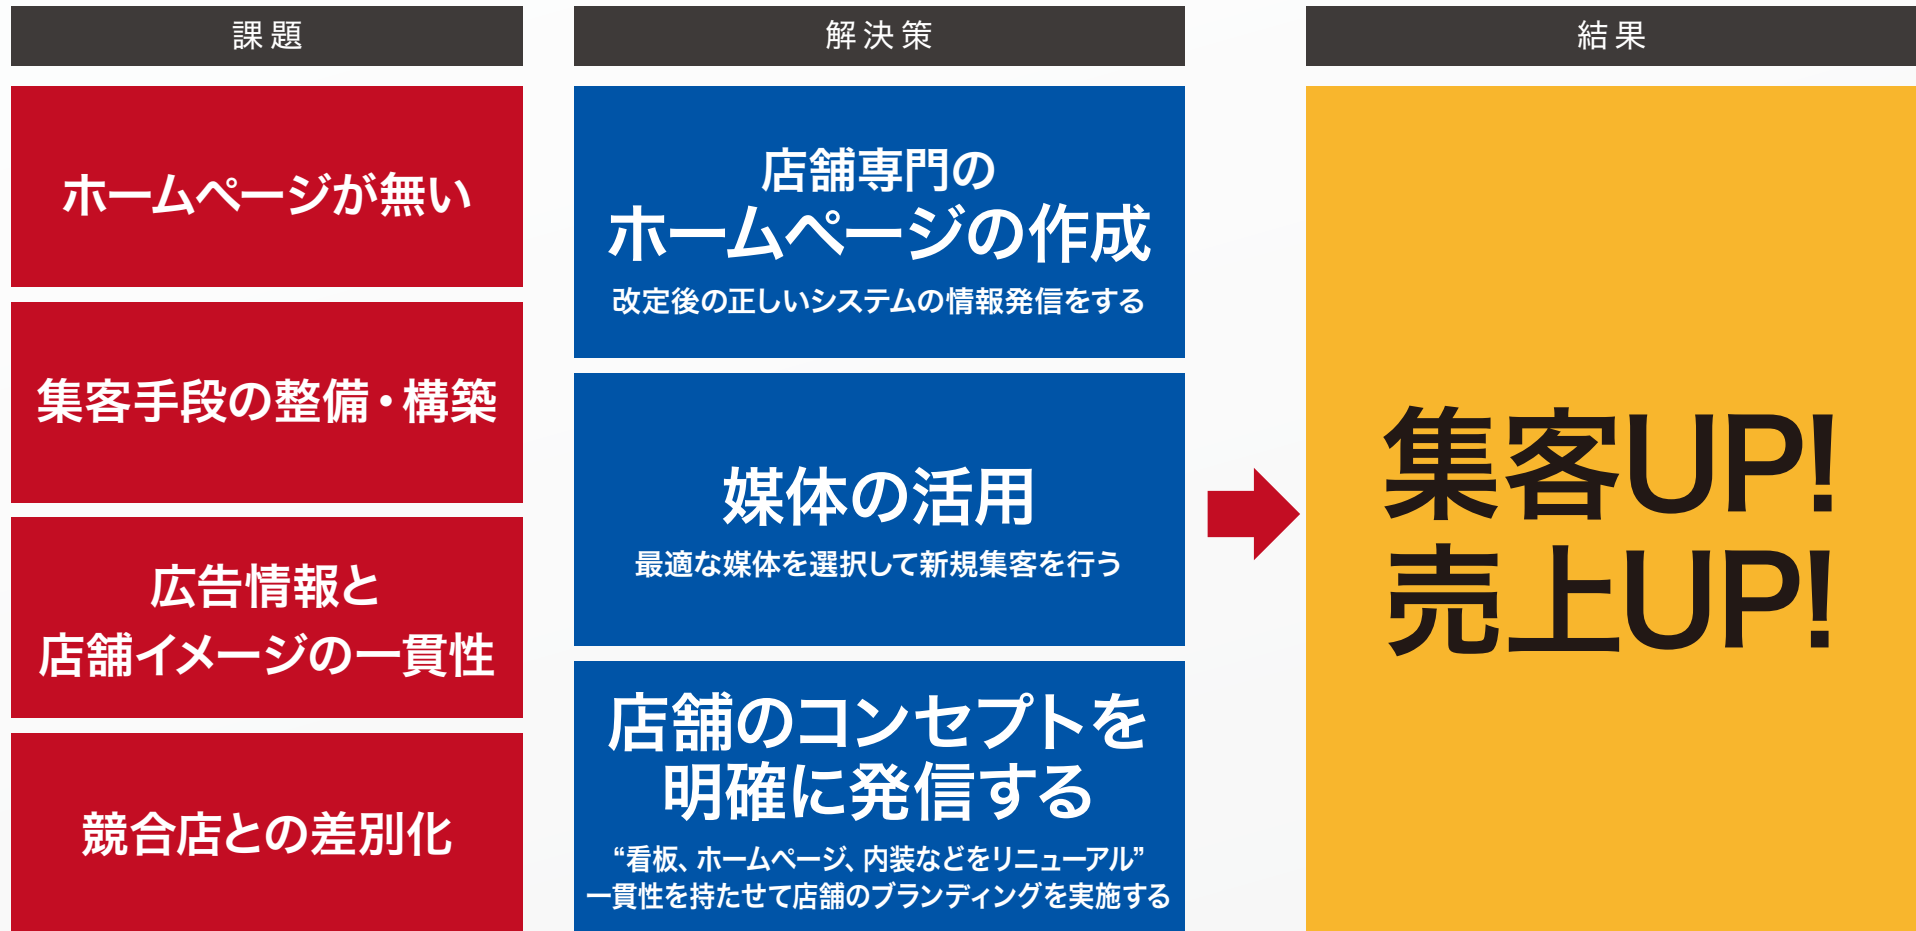 課題
ホームページが無い
集客手段の整備・構築
広告情報と
店舗イメージの一貫性
競合店との差別化
解決策
店舗専門の
ホームページの作成
改定後の正しいシステムの情報発信をする
媒体の活用
最適な媒体を選択して新規集客を行う
店舗のコンセプトを
明確に発信する
“看板、ホームページ、内装などをリニューアル”
一貫性を持たせて店舗のブランディングを実施する
結果
集客UP!
売上UP!